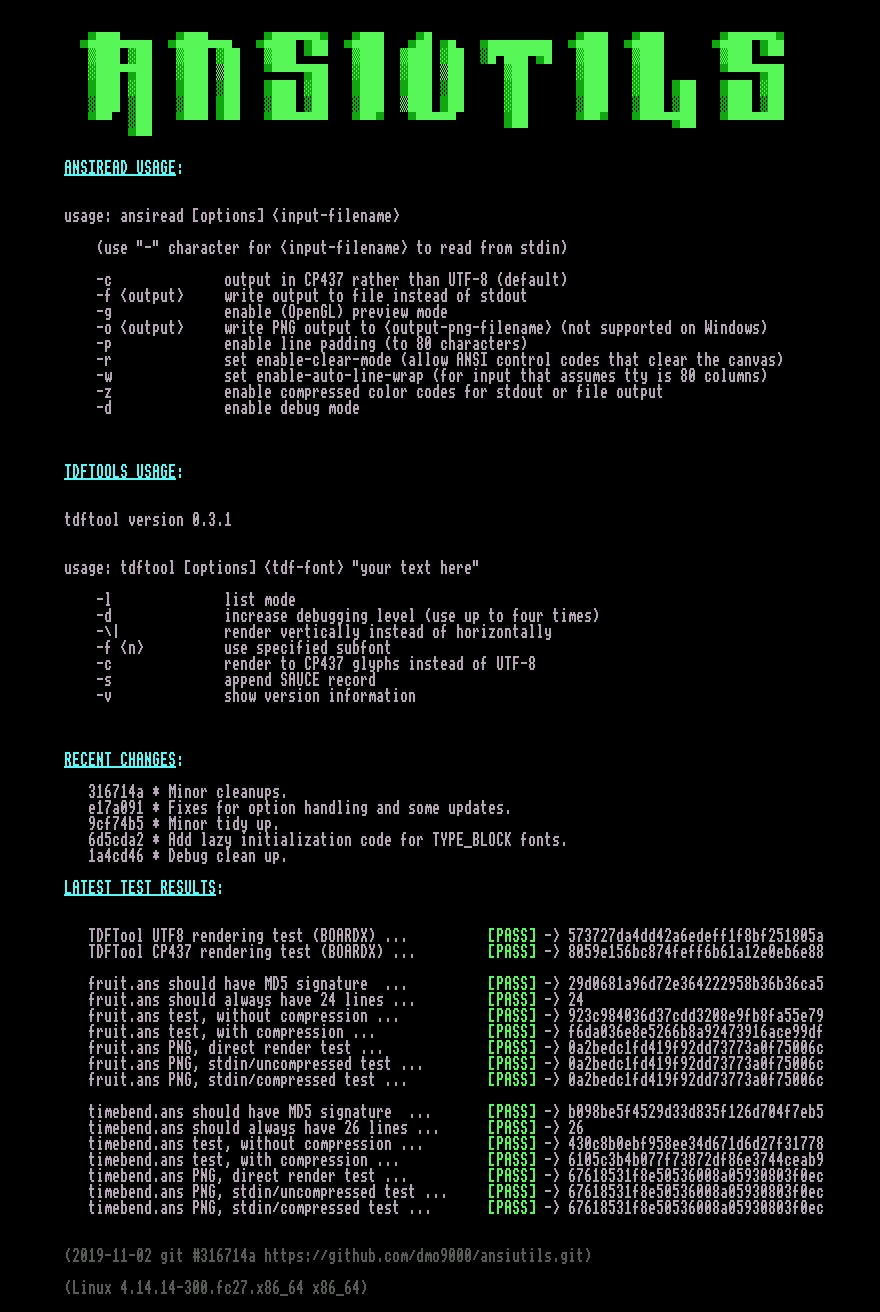 ANSIUTILS
ANSIREAD USAGE:
usage: ansiread [options] <input-filename>
(use "-" character for <input-filename> to read from stdin)
-c output in CP437 rather than UTF-8 (default)
-f <output> write output to file instead of stdout
-g enable (OpenGL) preview mode
-o <output> write PNG output to <output-png-filename> (not supported on Windows)
-p enable line padding (to 80 characters)
-r set enable-clear-mode (allow ANSI control codes that clear the canvas)
-w set enable-auto-line-wrap (for input that assumes tty is 80 columns)
-z enable compressed color codes for stdout or file output
-d enable debug mode
TDFTOOLS USAGE:
tdftool version 0.3.1
usage: tdftool [options] <tdf-font> "your text here"
-l list mode
-d increase debugging level (use up to four times)
-\| render vertically instead of horizontally
-f <n> use specified subfont
-c render to CP437 glyphs instead of UTF-8
-s append SAUCE record
-v show version information
RECENT CHANGES:
316714a * Minor cleanups.
e17a091 * Fixes for option handling and some updates.
9cf74b5 * Minor tidy up.
6d5cda2 * Add lazy initialization code for TYPE_BLOCK fonts.
1a4cd46 * Debug clean up.
LATEST TEST RESULTS:
TDFTool UTF8 rendering test (BOARDX) ... [PASS] -> 573727da4dd42a6edeff1f8bf251805a
TDFTool CP437 rendering test (BOARDX) ... [PASS] -> 8059e156bc874feff6b61a12e0eb6e88
fruit.ans should have MD5 signature ... [PASS] -> 29d0681a96d72e364222958b36b36ca5
fruit.ans should always have 24 lines ... [PASS] -> 24
fruit.ans test, without compression ... [PASS] -> 923c984036d37cdd3208e9fb8fa55e79
fruit.ans test, with compression ... [PASS] -> f6da036e8e5266b8a92473916ace99df
fruit.ans PNG, direct render test ... [PASS] -> 0a2bedc1fd419f92dd73773a0f75006c
fruit.ans PNG, stdin/uncompressed test ... [PASS] -> 0a2bedc1fd419f92dd73773a0f75006c
fruit.ans PNG, stdin/compressed test ... [PASS] -> 0a2bedc1fd419f92dd73773a0f75006c
timebend.ans should have MD5 signature ... [PASS] -> b098be5f4529d33d835f126d704f7eb5
timebend.ans should always have 26 lines ... [PASS] -> 26
timebend.ans test, without compression ... [PASS] -> 430c8b0ebf958ee34d671d6d27f31778
timebend.ans test, with compression ... [PASS] -> 6105c3b4b077f73872df86e3744ceab9
timebend.ans PNG, direct render test ... [PASS] -> 67618531f8e50536008a05930803f0ec
timebend.ans PNG, stdin/uncompressed test ... [PASS] -> 67618531f8e50536008a05930803f0ec
timebend.ans PNG, stdin/compressed test ... [PASS] -> 67618531f8e50536008a05930803f0ec
(2019-11-02 git #316714a https://github.com/dmo9000/ansiutils.git)
(Linux 4.14.14-300.fc27.x86_64 x86_64)